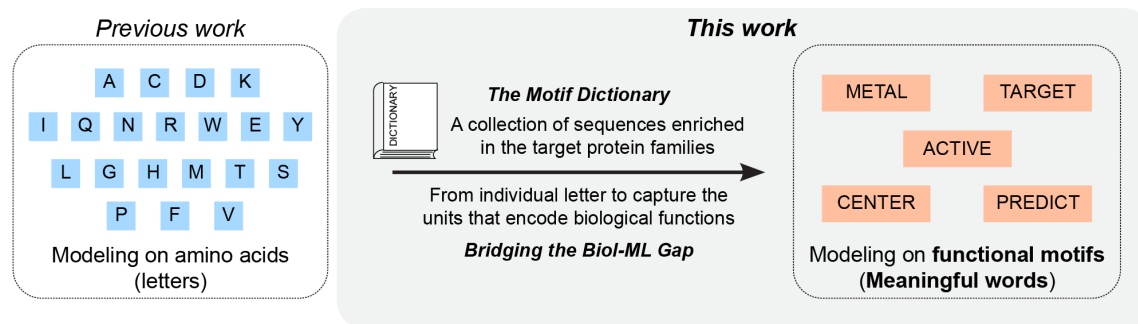 Previous work
A C D K
I Q N R W E Y
L G H M T S
P F V
Modeling on amino acids
(letters)
This work
DICTIONARY
The Motif Dictionary
A collection of sequences enriched
in the target protein families
From individual letter to capture the
units that encode biological functions
Bridging the Biol-ML Gap
METAL TARGET
ACTIVE
CENTER PREDICT
Modeling on functional motifs
(Meaningful words)